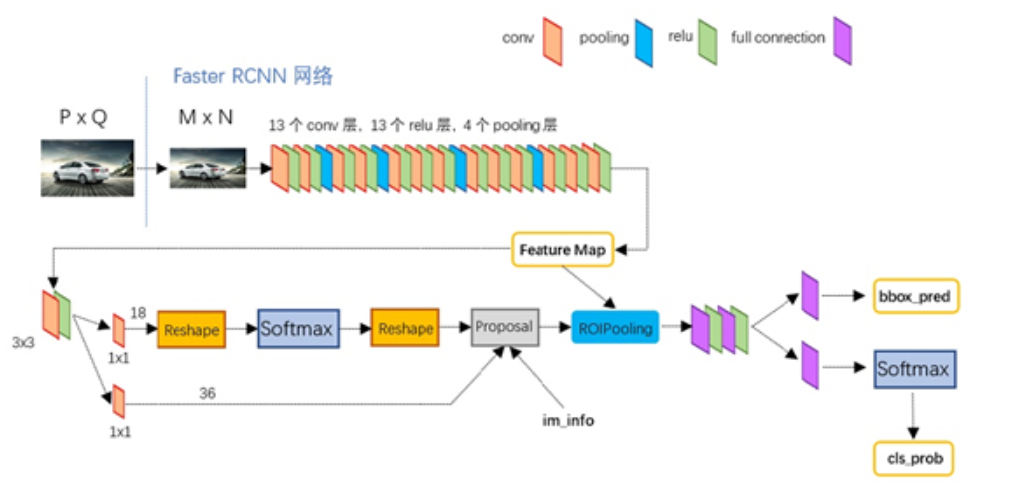 conv
pooling
relu
full connection
Faster RCNN 网络
P x Q
M x N
13 个 conv 层, 13 个 relu 层, 4 个 pooling 层
Feature Map
3x3
1x1
18
Reshape
Softmax
Reshape
Proposal
ROIPooling
bbox_pred
Softmax
36
1x1
im_info
cls_prob